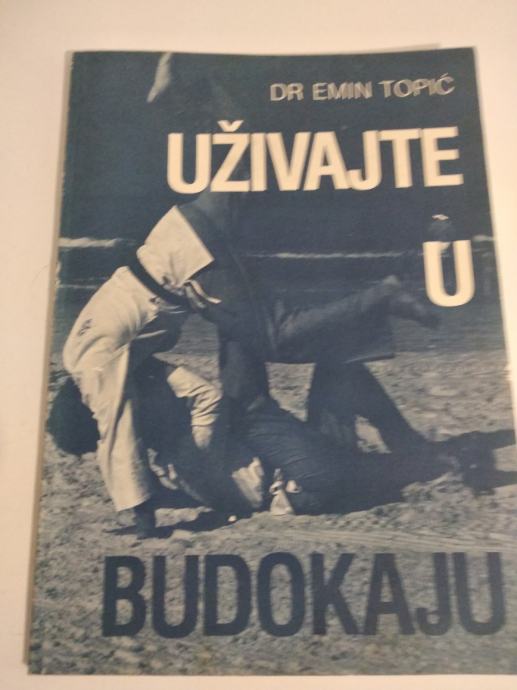 DR EMIN TOPIĆ
UŽIVAJTE
U
BUDOKAJU